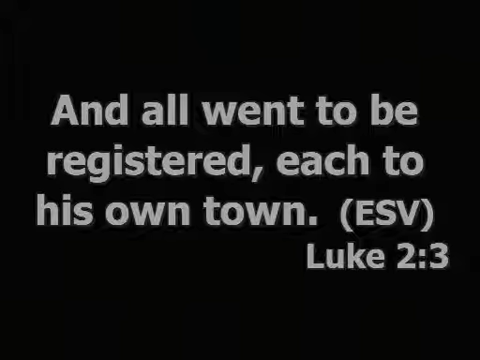 And all went to be
registered, each to
his own town. (ESV)
Luke 2:3